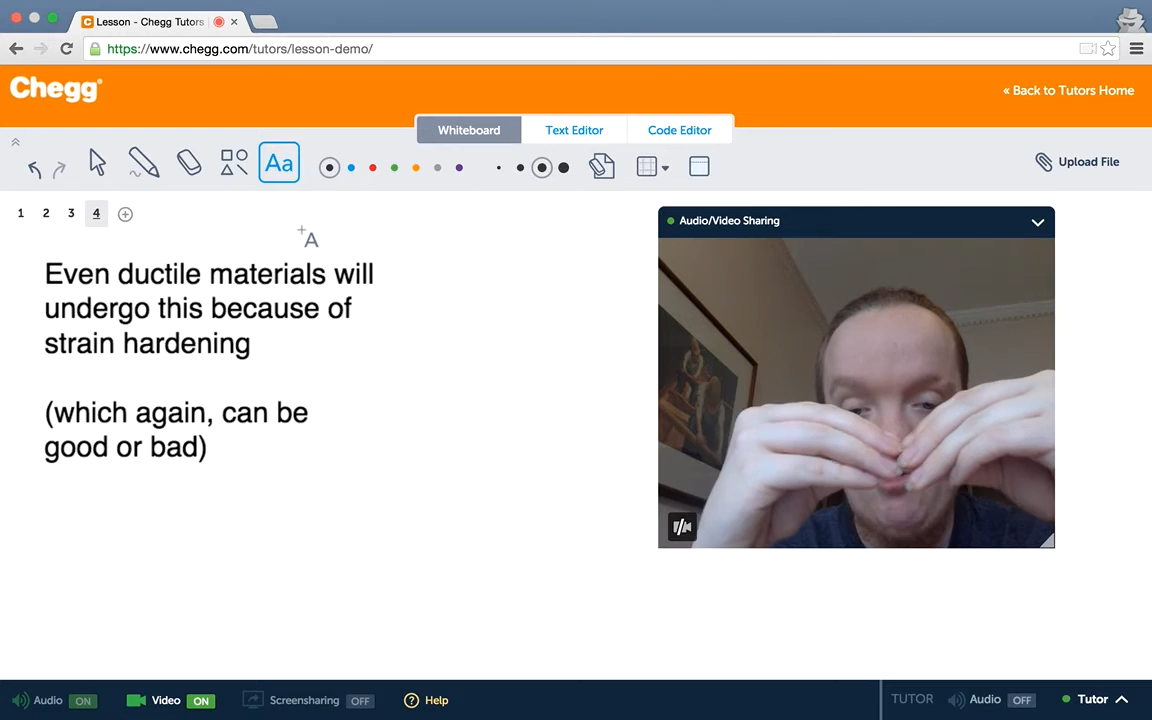 Lesson - Chegg Tutors
https://www.chegg.com/tutors/lesson-demo/
Chegg
« Back to Tutors Home
Whiteboard Text Editor Code Editor
Aa
Upload File
1 2 3 4
A
Audio/Video Sharing
Even ductile materials will
undergo this because of
strain hardening
(which again, can be
good or bad)
Audio ON Video ON Screensharing OFF Help TUTOR Audio OFF Tutor